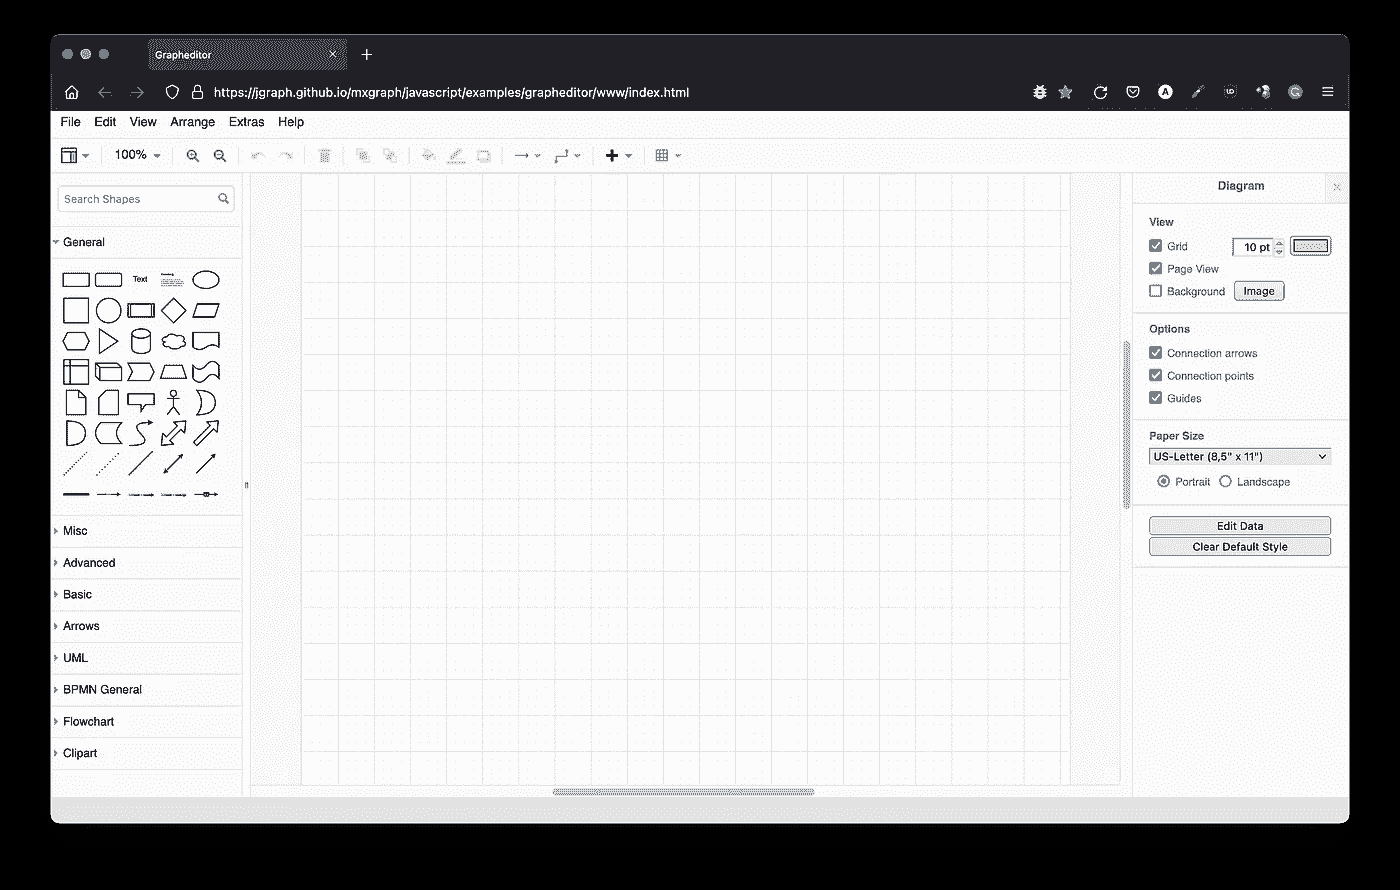 Grapheditor
https://jgraph.github.io/mxgraph/javascript/examples/grapheditor/www/index.html
File Edit View Arrange Extras Help
100%
Search Shapes
General
Text
Misc
Advanced
Basic
Arrows
UML
BPMN General
Flowchart
Clipart
Diagram
View
Grid 10 pt
Page View
Background Image
Options
Connection arrows
Connection points
Guides
Paper Size
US-Letter (8,5" x 11")
Portrait Landscape
Edit Data
Clear Default Style